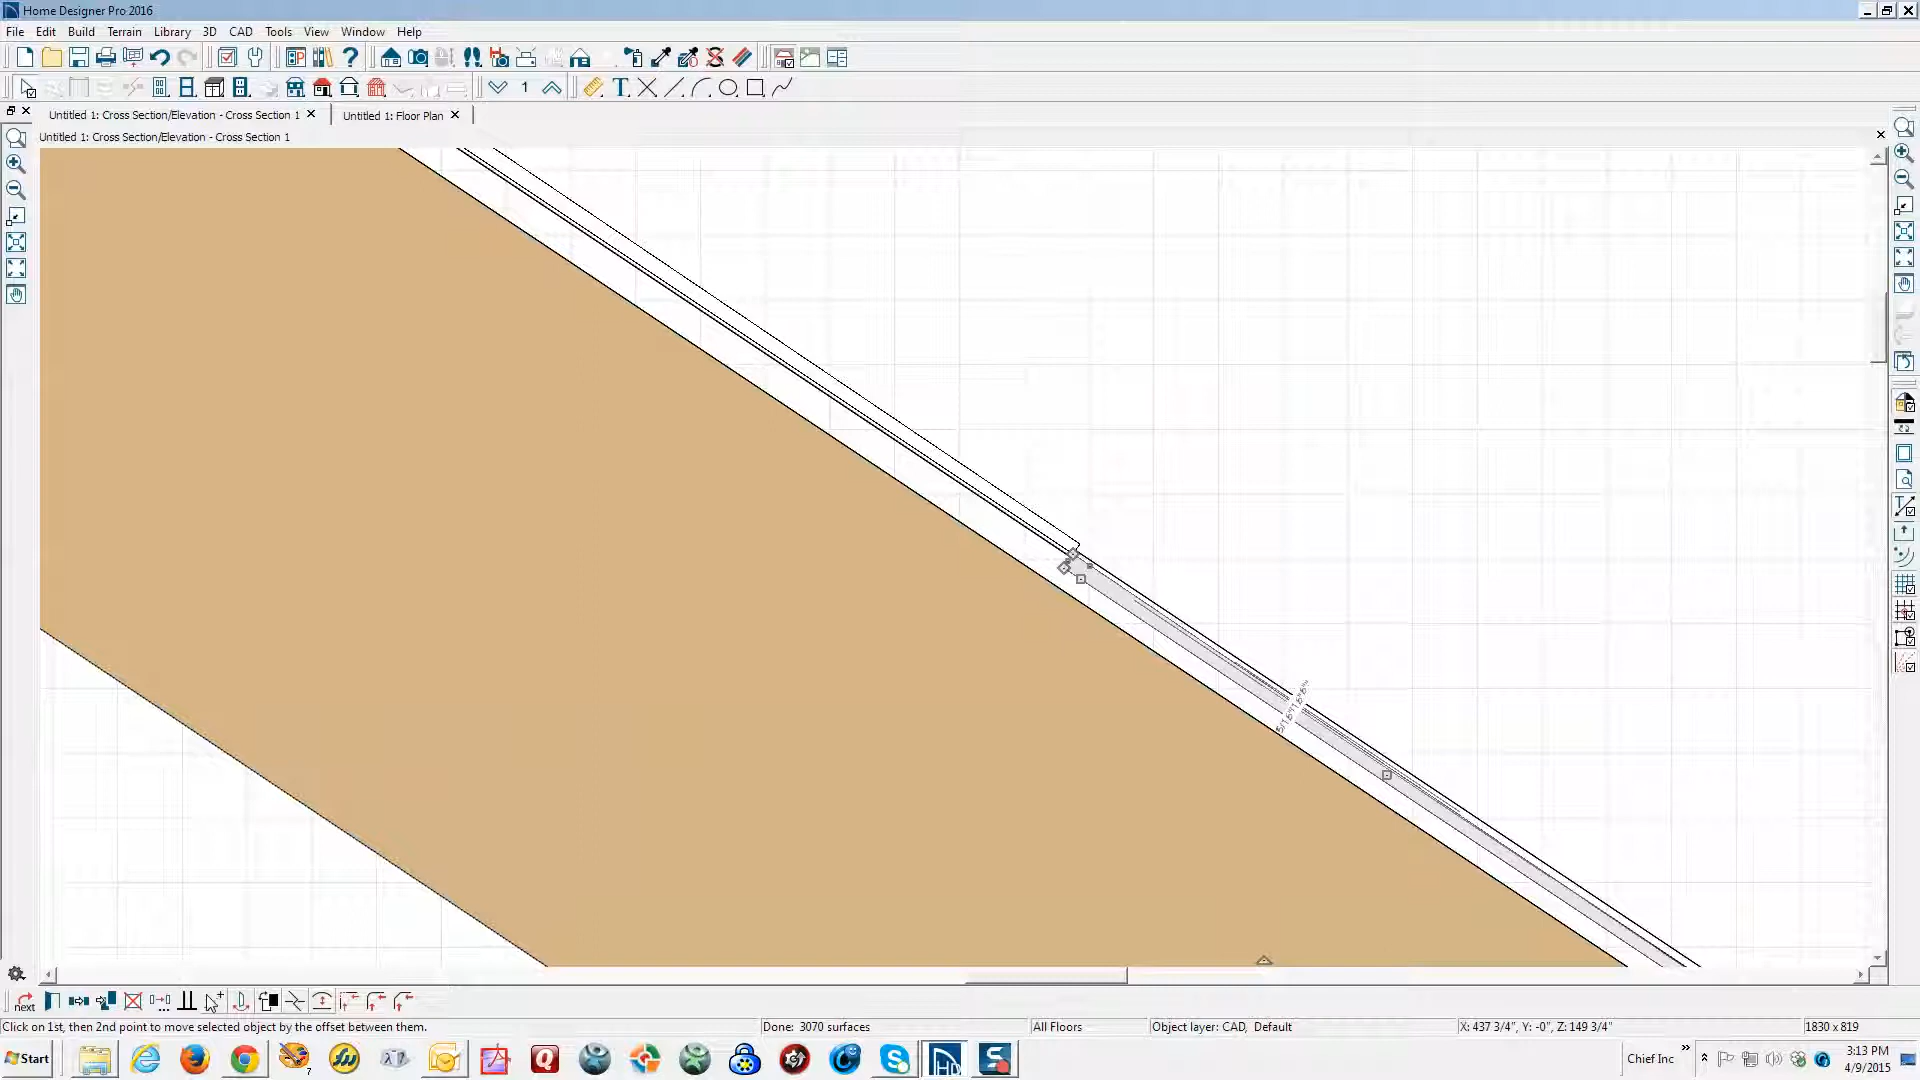 Home Designer Pro 2016
File Edit Build Terrain Library 3D CAD Tools View Window Help
1
Untitled 1: Cross Section/Elevation - Cross Section 1
Untitled 1: Floor Plan
Untitled 1: Cross Section/Elevation - Cross Section 1
next
Click on 1st, then 2nd point to move selected object by the offset between them.
Done: 3070 surfaces
All Floors
Object layer: CAD, Default
X: 437 3/4", Y: -0", Z: 149 3/4"
1830 x 819
Start
Chief Inc
3:13 PM
4/9/2015